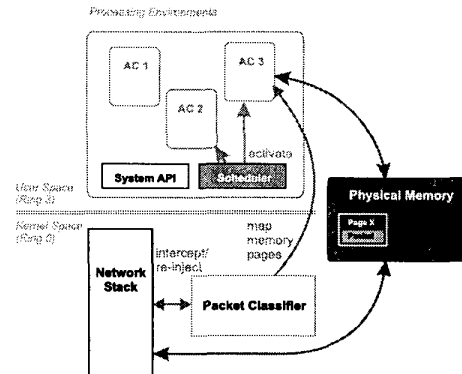 Processing Environments
AC 1
AC 2
AC 3
activate
System API
Scheduler
User Space
(Ring 3)
Kernel Space
(Ring 0)
Physical Memory
Page X
map
memory
pages
Network
Stack
intercept/
re-inject
Packet Classifier